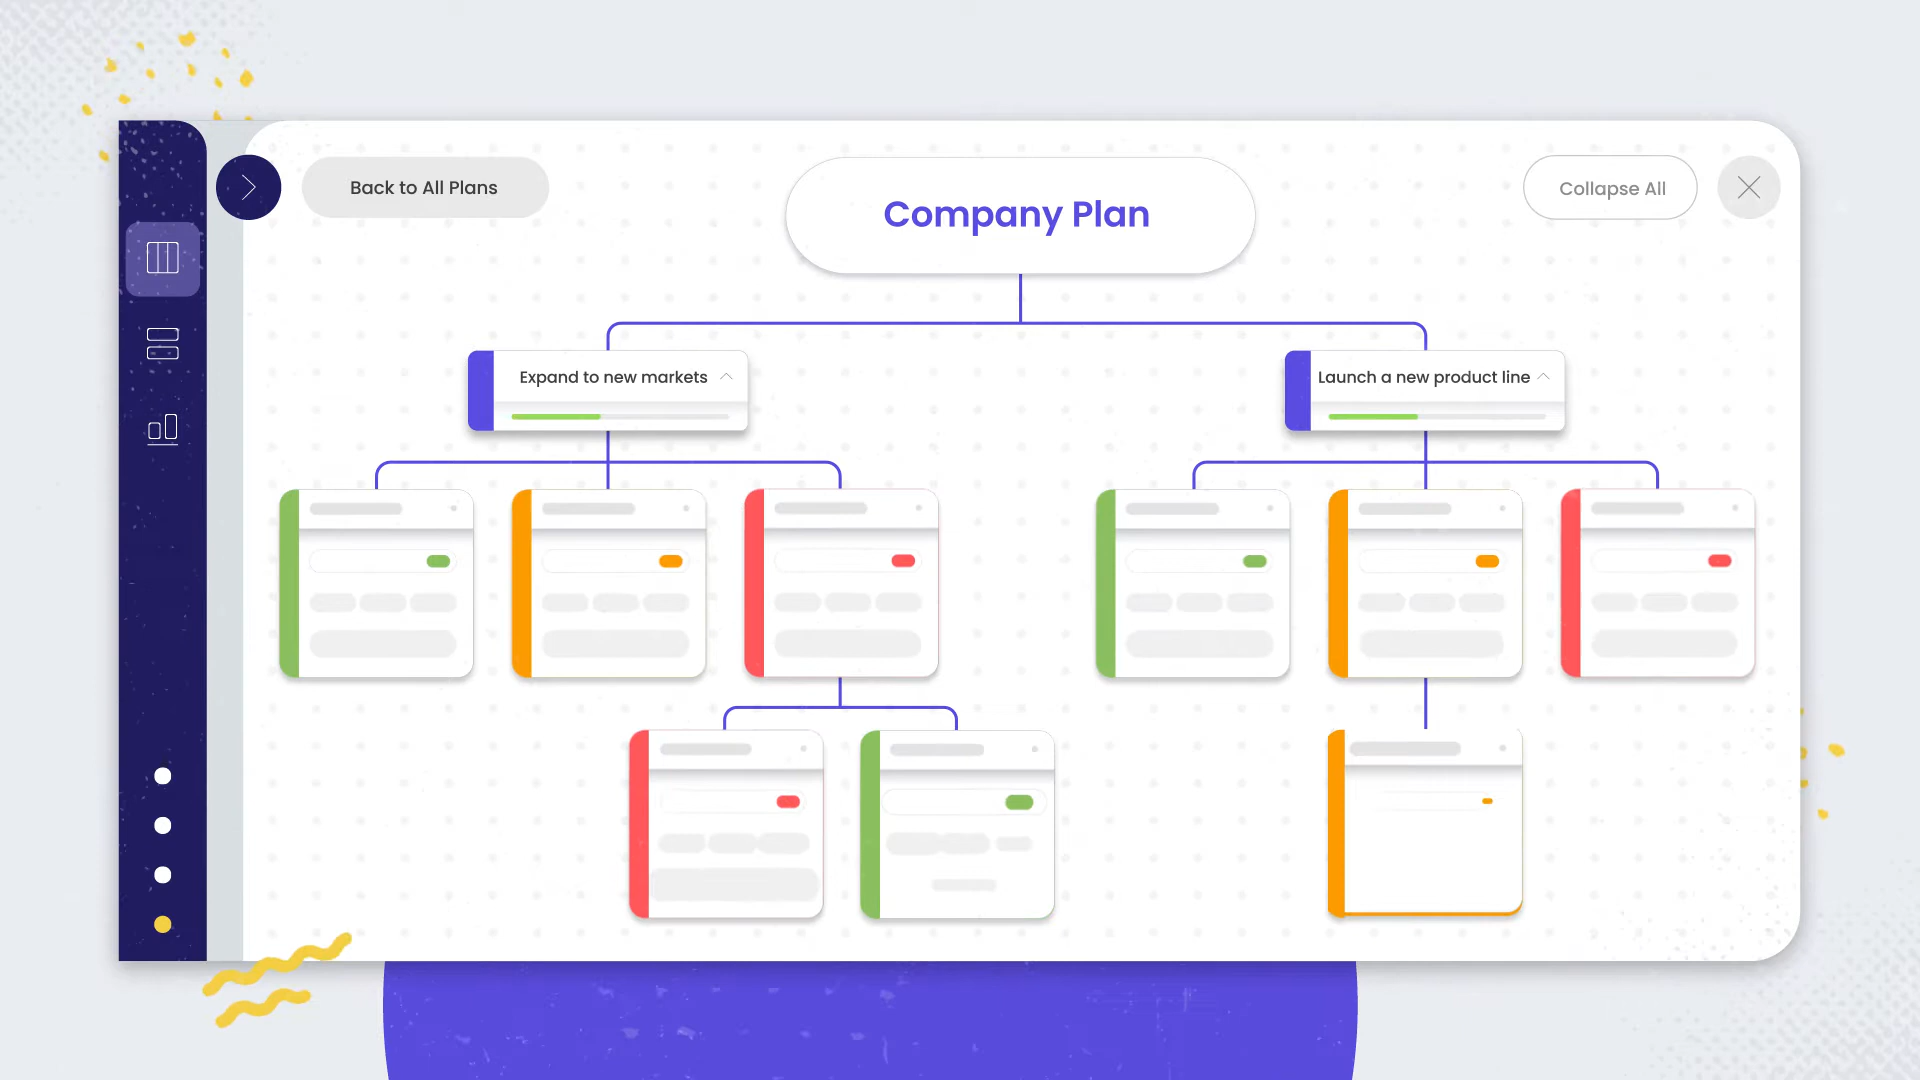 Back to All Plans
Company Plan
Collapse All
Expand to new markets
Launch a new product line